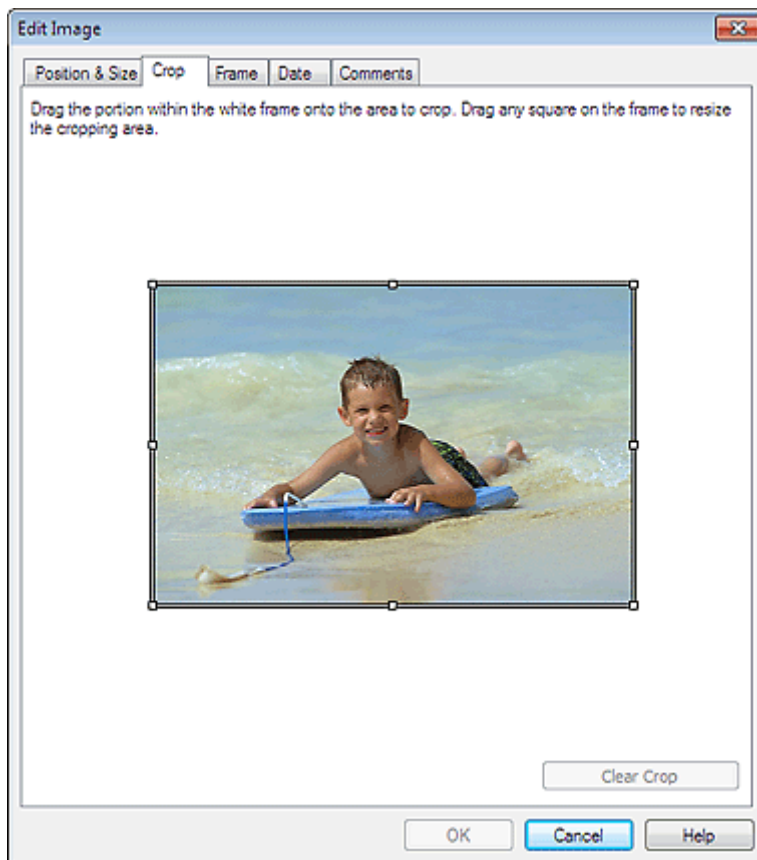 Edit Image
Position & Size Crop Frame Date Comments
Drag the portion within the white frame onto the area to crop. Drag any square on the frame to resize
the cropping area.
Clear Crop
OK Cancel Help